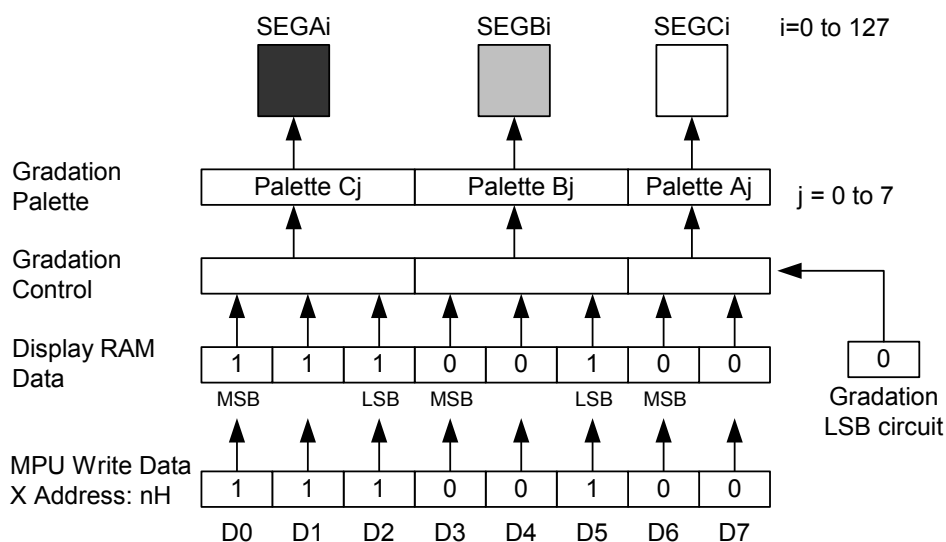 SEGAi SEGBi SEGCi i=0 to 127
Gradation
Palette
Palette Cj Palette Bj Palette Aj j = 0 to 7
Gradation
Control
Display RAM
Data
1 1 1 0 0 1 0 0 0
MSB LSB MSB LSB MSB
Gradation
LSB circuit
MPU Write Data
X Address: nH
1 1 1 0 0 1 0 0
D0 D1 D2 D3 D4 D5 D6 D7